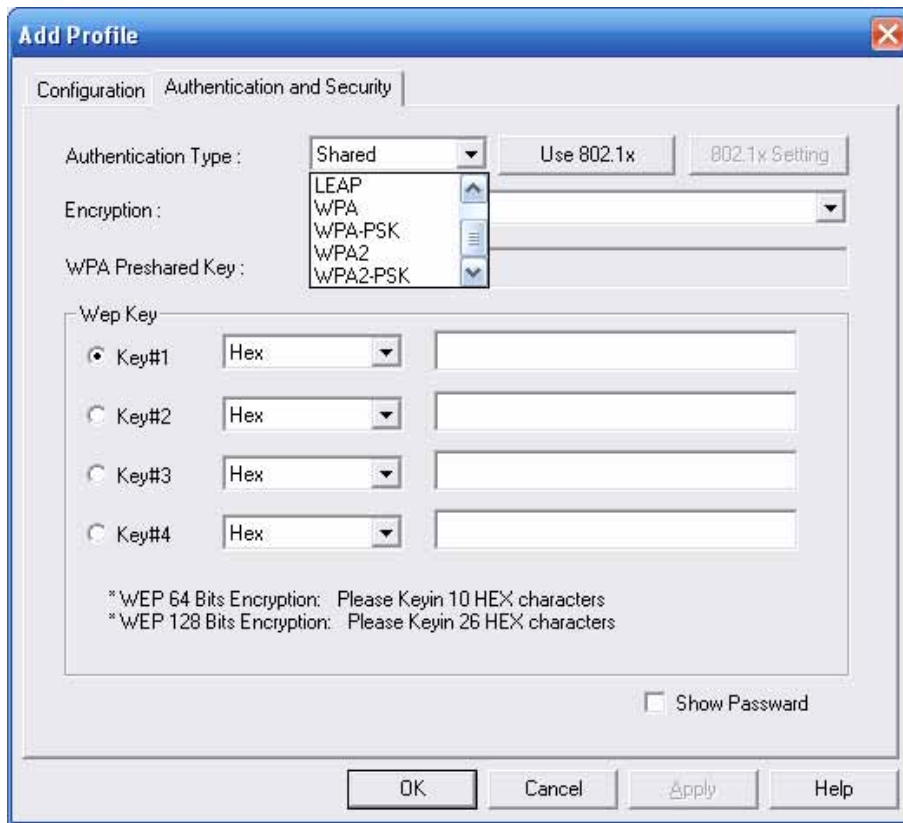 Add Profile
Configuration Authentication and Security
Authentication Type : Shared Use 802.1x 802.1x Setting
LEAP
WPA
WPA-PSK
WPA2
WPA2-PSK
Encryption :
WPA Preshared Key :
Wep Key
Key#1 Hex
Key#2 Hex
Key#3 Hex
Key#4 Hex
* WEP 64 Bits Encryption: Please Keyin 10 HEX characters
* WEP 128 Bits Encryption: Please Keyin 26 HEX characters
Show Passward
OK Cancel Apply Help